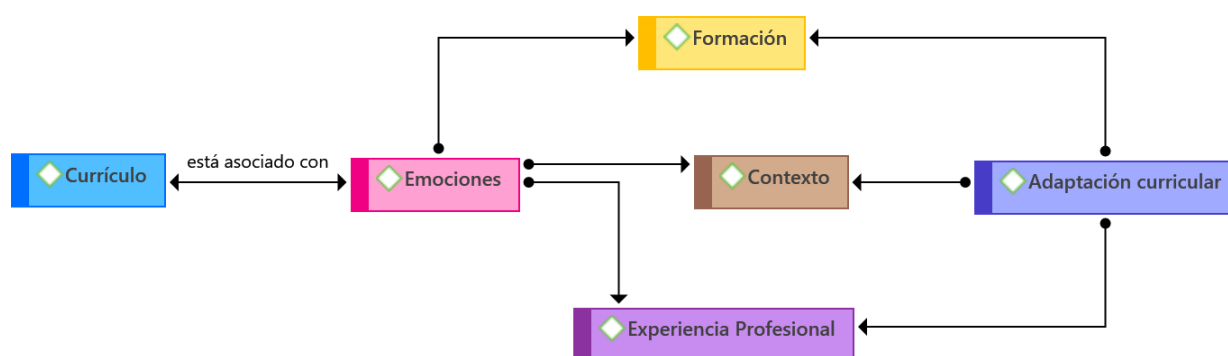 Formación
está asociado con
Currículo
Emociones
Contexto
Adaptación curricular
Experiencia Profesional